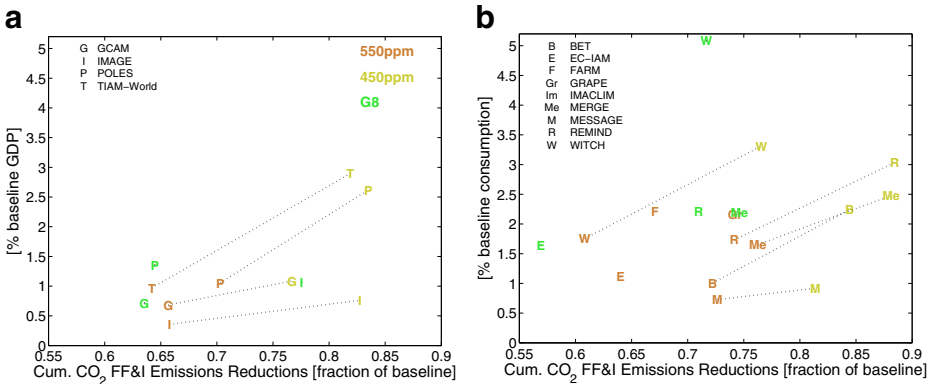 a
[% baseline GDP]
5
4.5
4
3.5
3
2.5
2
1.5
1
0.5
0
G GCAM
I IMAGE
P POLES
T TIAM-World
550ppm
450ppm
G8
T
P
P
T
P
G
G
G
I
I
I
0.55 0.6 0.65 0.7 0.75 0.8 0.85 0.9
Cum. CO2 FF&I Emissions Reductions [fraction of baseline]
b
[% baseline consumption]
5
4.5
4
3.5
3
2.5
2
1.5
1
0.5
0
B BET
E EC-IAM
F FARM
Gr GRAPE
Im IMACLIM
Me MERGE
M MESSAGE
R REMIND
W WITCH
W
W
R
Me
F
R
Me
B
W
R
Me
E
E
B
M
M
0.55 0.6 0.65 0.7 0.75 0.8 0.85 0.9
Cum. CO2 FF&I Emissions Reductions [fraction of baseline]